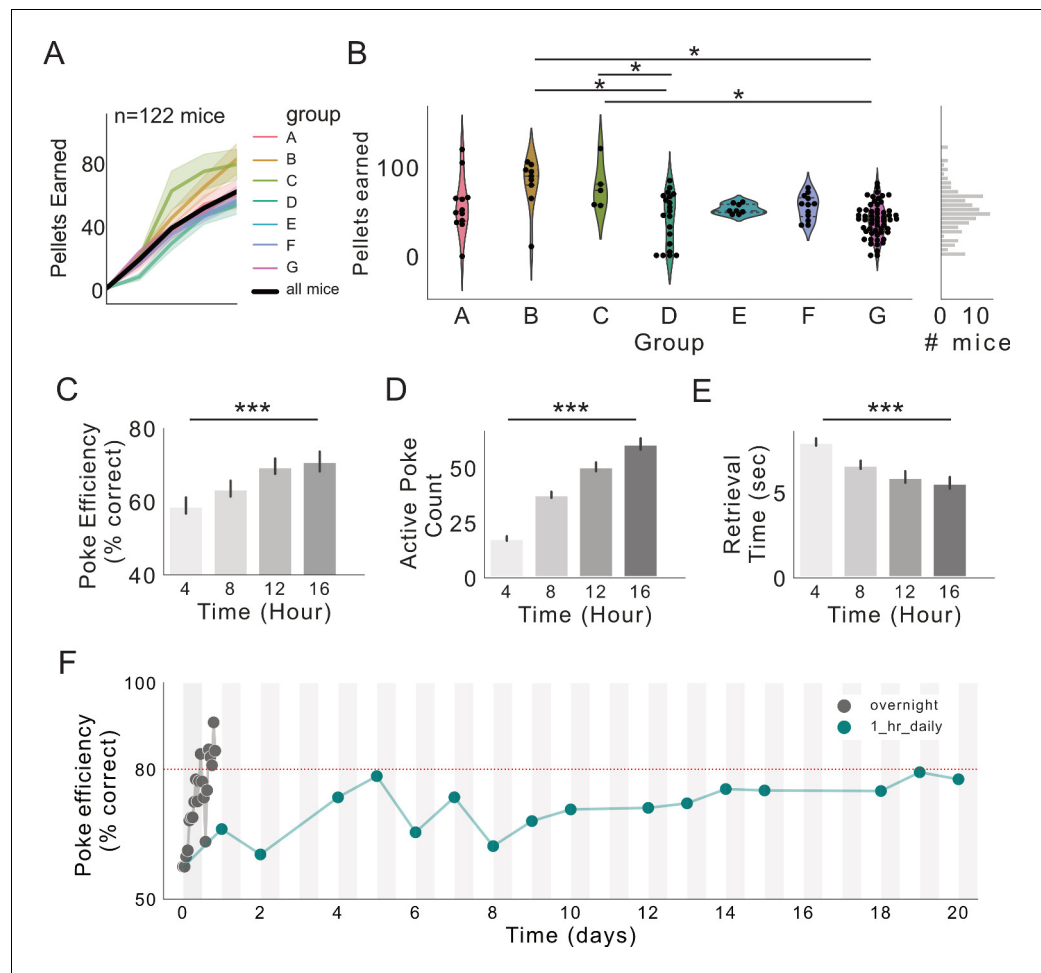 A
n=122 mice
group
A
B
C
D
E
F
G
all mice
Pellets Earned
80
40
0
B
*
*
*
*
Pellets earned
100
0
A B C D E F G
Group
0 10
# mice
C
***
Poke Efficiency
(% correct)
80
60
40
4 8 12 16
Time (Hour)
D
***
Active Poke
Count
50
25
0
4 8 12 16
Time (Hour)
E
***
Retrieval
Time (sec)
5
0
4 8 12 16
Time (Hour)
F
Poke efficiency
(% correct)
100
80
50
overnight
1_hr_daily
0 2 4 6 8 10 12 14 16 18 20
Time (days)